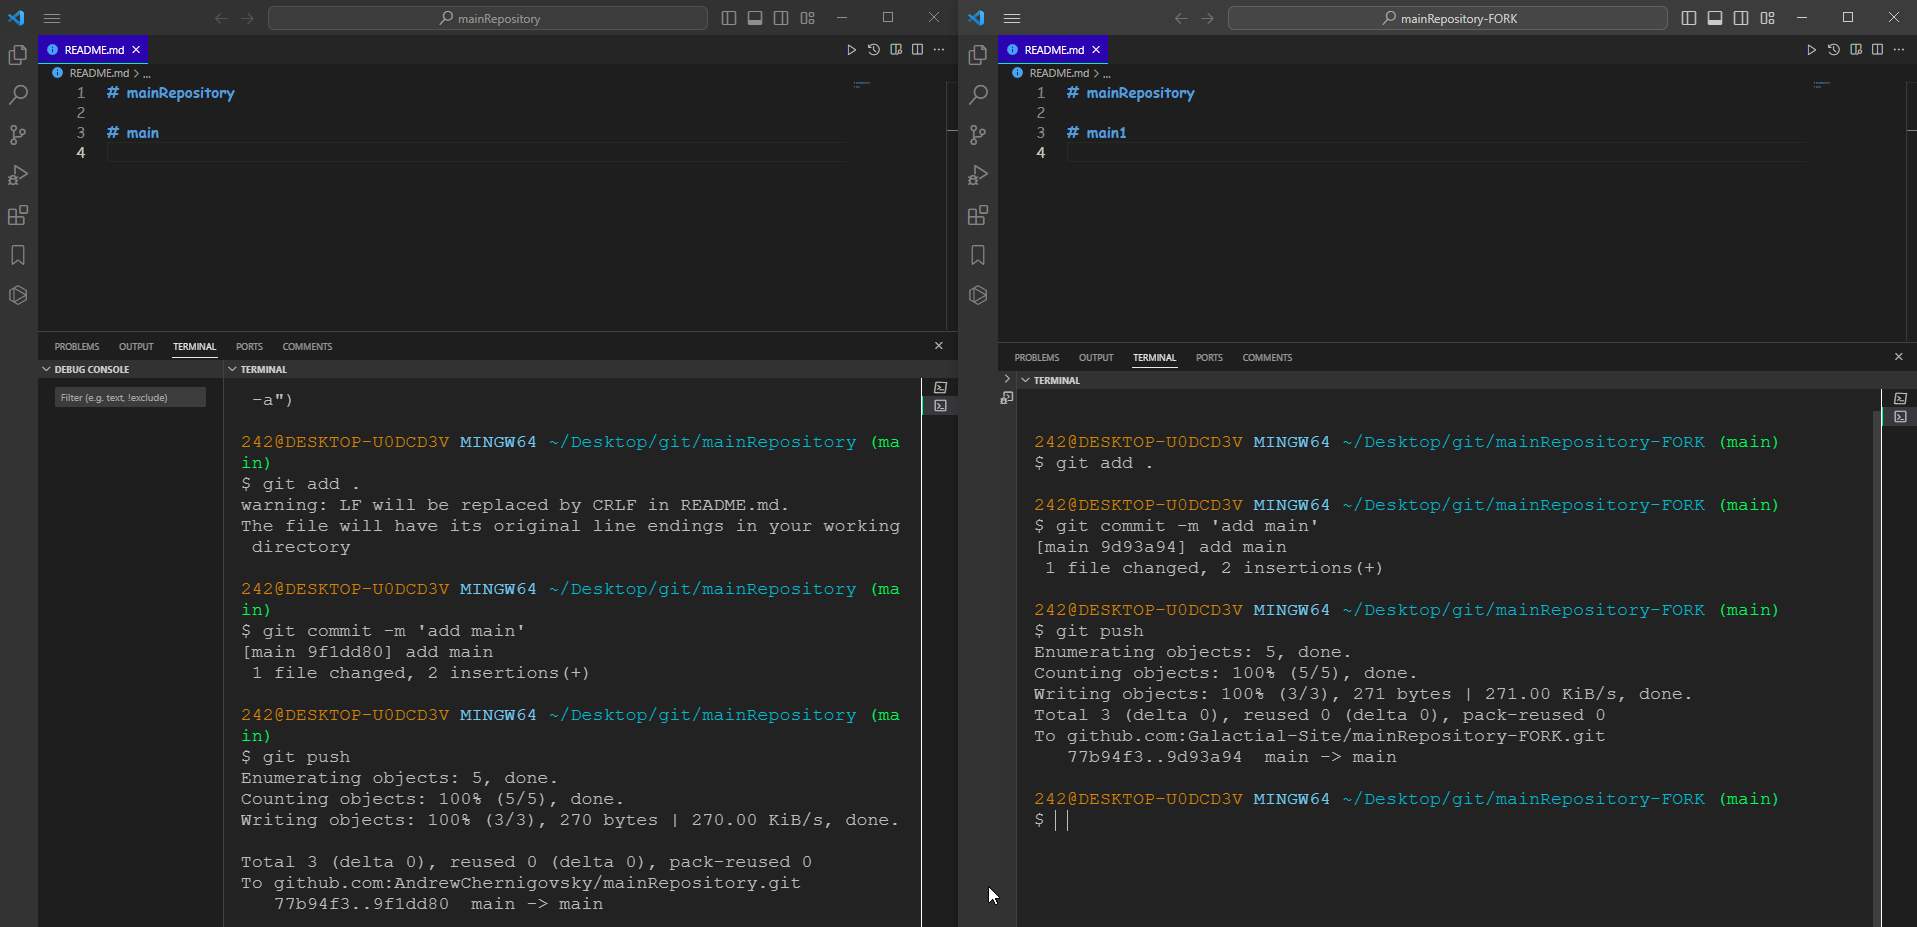 mainRepository
README.md
README.md > ...
1 # mainRepository
2
3 # main
4
PROBLEMS OUTPUT TERMINAL PORTS COMMENTS
DEBUG CONSOLE
Filter (e.g. text, !exclude)
TERMINAL
-a")
242@DESKTOP-U0DCD3V MINGW64 ~/Desktop/git/mainRepository (ma
in)
$ git add .
warning: LF will be replaced by CRLF in README.md.
The file will have its original line endings in your working
directory
242@DESKTOP-U0DCD3V MINGW64 ~/Desktop/git/mainRepository (ma
in)
$ git commit -m 'add main'
[main 9f1dd80] add main
1 file changed, 2 insertions(+)
242@DESKTOP-U0DCD3V MINGW64 ~/Desktop/git/mainRepository (ma
in)
$ git push
Enumerating objects: 5, done.
Counting objects: 100% (5/5), done.
Writing objects: 100% (3/3), 270 bytes | 270.00 KiB/s, done.
Total 3 (delta 0), reused 0 (delta 0), pack-reused 0
To github.com:AndrewChernigovsky/mainRepository.git
77b94f3..9f1dd80 main -> main
mainRepository-FORK
README.md
README.md > ...
1 # mainRepository
2
3 # main1
4
PROBLEMS OUTPUT TERMINAL PORTS COMMENTS
TERMINAL
242@DESKTOP-U0DCD3V MINGW64 ~/Desktop/git/mainRepository-FORK (main)
$ git add .
242@DESKTOP-U0DCD3V MINGW64 ~/Desktop/git/mainRepository-FORK (main)
$ git commit -m 'add main'
[main 9d93a94] add main
1 file changed, 2 insertions(+)
242@DESKTOP-U0DCD3V MINGW64 ~/Desktop/git/mainRepository-FORK (main)
$ git push
Enumerating objects: 5, done.
Counting objects: 100% (5/5), done.
Writing objects: 100% (3/3), 271 bytes | 271.00 KiB/s, done.
Total 3 (delta 0), reused 0 (delta 0), pack-reused 0
To github.com:Galactial-Site/mainRepository-FORK.git
77b94f3..9d93a94 main -> main
242@DESKTOP-U0DCD3V MINGW64 ~/Desktop/git/mainRepository-FORK (main)
$